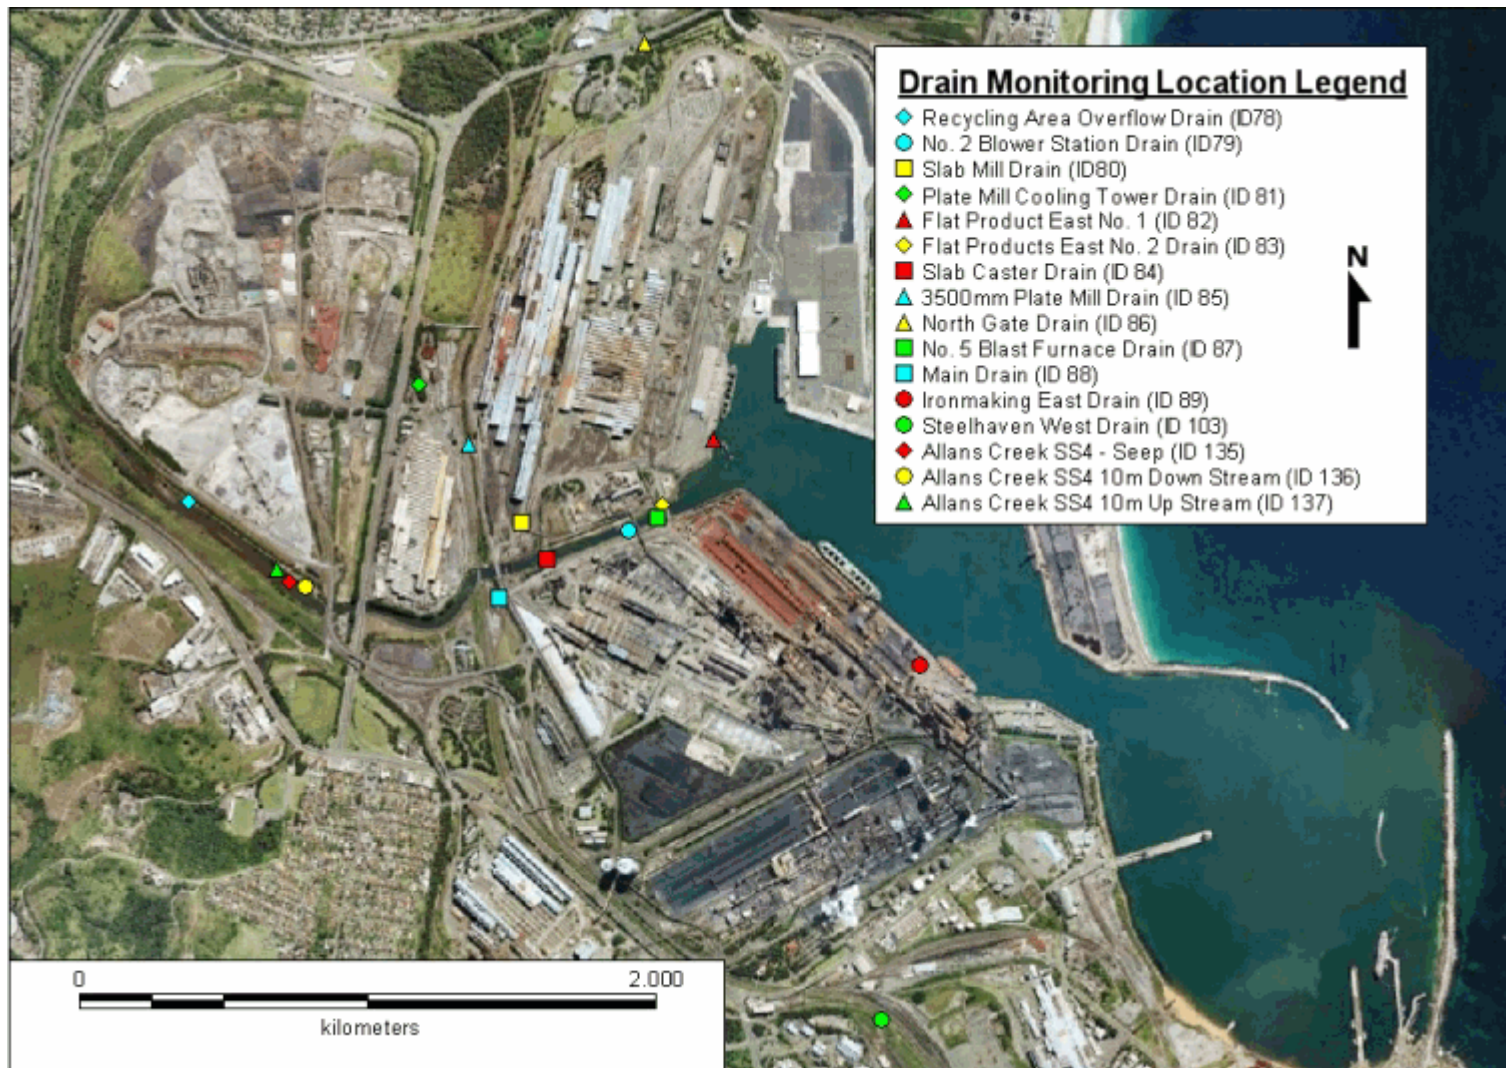 Drain Monitoring Location Legend
Recycling Area Overflow Drain (ID78)
No. 2 Blower Station Drain (ID79)
Slab Mill Drain (ID80)
Plate Mill Cooling Tower Drain (ID 81)
Flat Product East No. 1 (ID 82)
Flat Products East No. 2 Drain (ID 83)
Slab Caster Drain (ID 84)
3500mm Plate Mill Drain (ID 85)
North Gate Drain (ID 86)
No. 5 Blast Furnace Drain (ID 87)
Main Drain (ID 88)
Ironmaking East Drain (ID 89)
Steelhaven West Drain (ID 103)
Allans Creek SS4 - Seep (ID 135)
Allans Creek SS4 10m Down Stream (ID 136)
Allans Creek SS4 10m Up Stream (ID 137)
N
0 2.000
kilometers